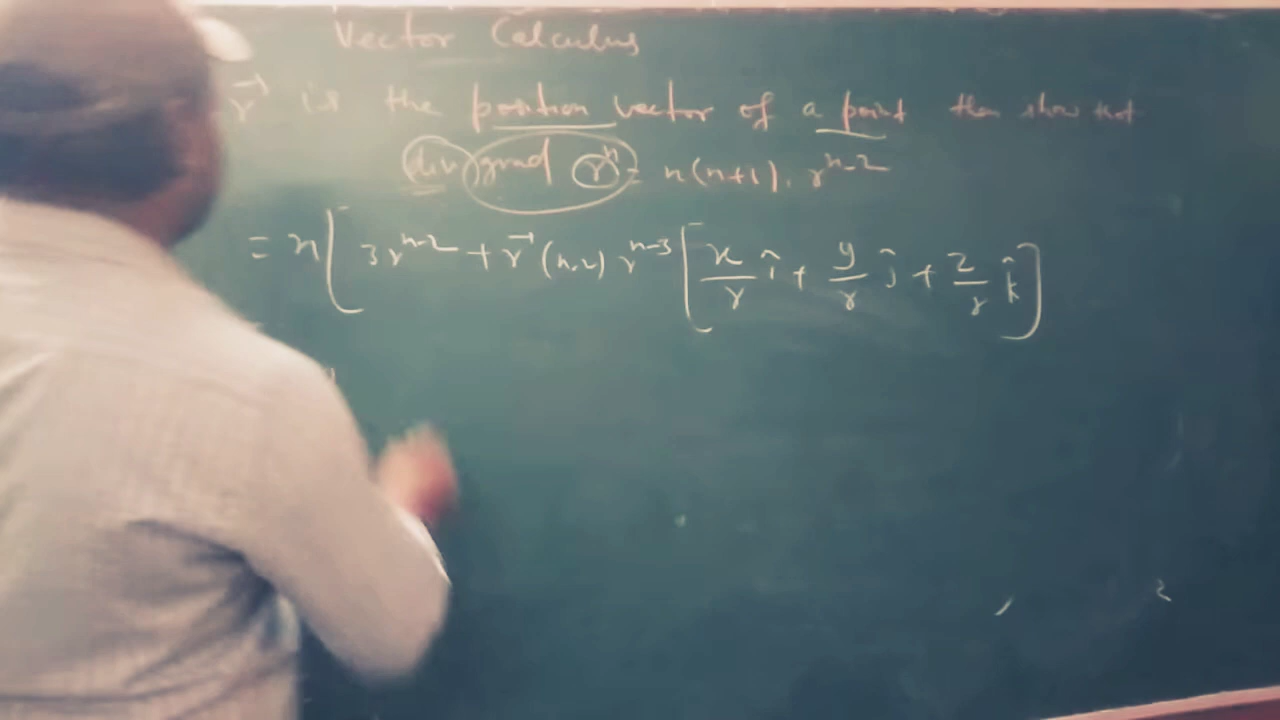 Vector Calculus
r⃗ is the position vector of a point then show that
div grad rⁿ = n(n+1). rⁿ⁻²
= n[ 3rⁿ⁻² + r⃗ (n-2) rⁿ⁻³ [ x/r î + y/r ĵ + z/r k̂ ]